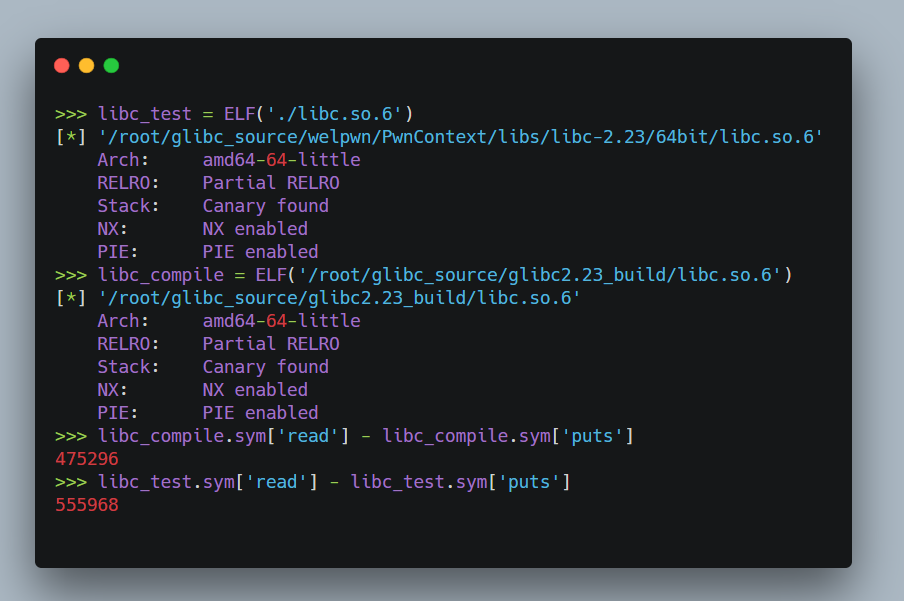 >>> libc_test = ELF('./libc.so.6')
[*] '/root/glibc_source/welpwn/PwnContext/libs/libc-2.23/64bit/libc.so.6'
    Arch:     amd64-64-little
    RELRO:    Partial RELRO
    Stack:    Canary found
    NX:       NX enabled
    PIE:      PIE enabled
>>> libc_compile = ELF('/root/glibc_source/glibc2.23_build/libc.so.6')
[*] '/root/glibc_source/glibc2.23_build/libc.so.6'
    Arch:     amd64-64-little
    RELRO:    Partial RELRO
    Stack:    Canary found
    NX:       NX enabled
    PIE:      PIE enabled
>>> libc_compile.sym['read'] - libc_compile.sym['puts']
475296
>>> libc_test.sym['read'] - libc_test.sym['puts']
555968